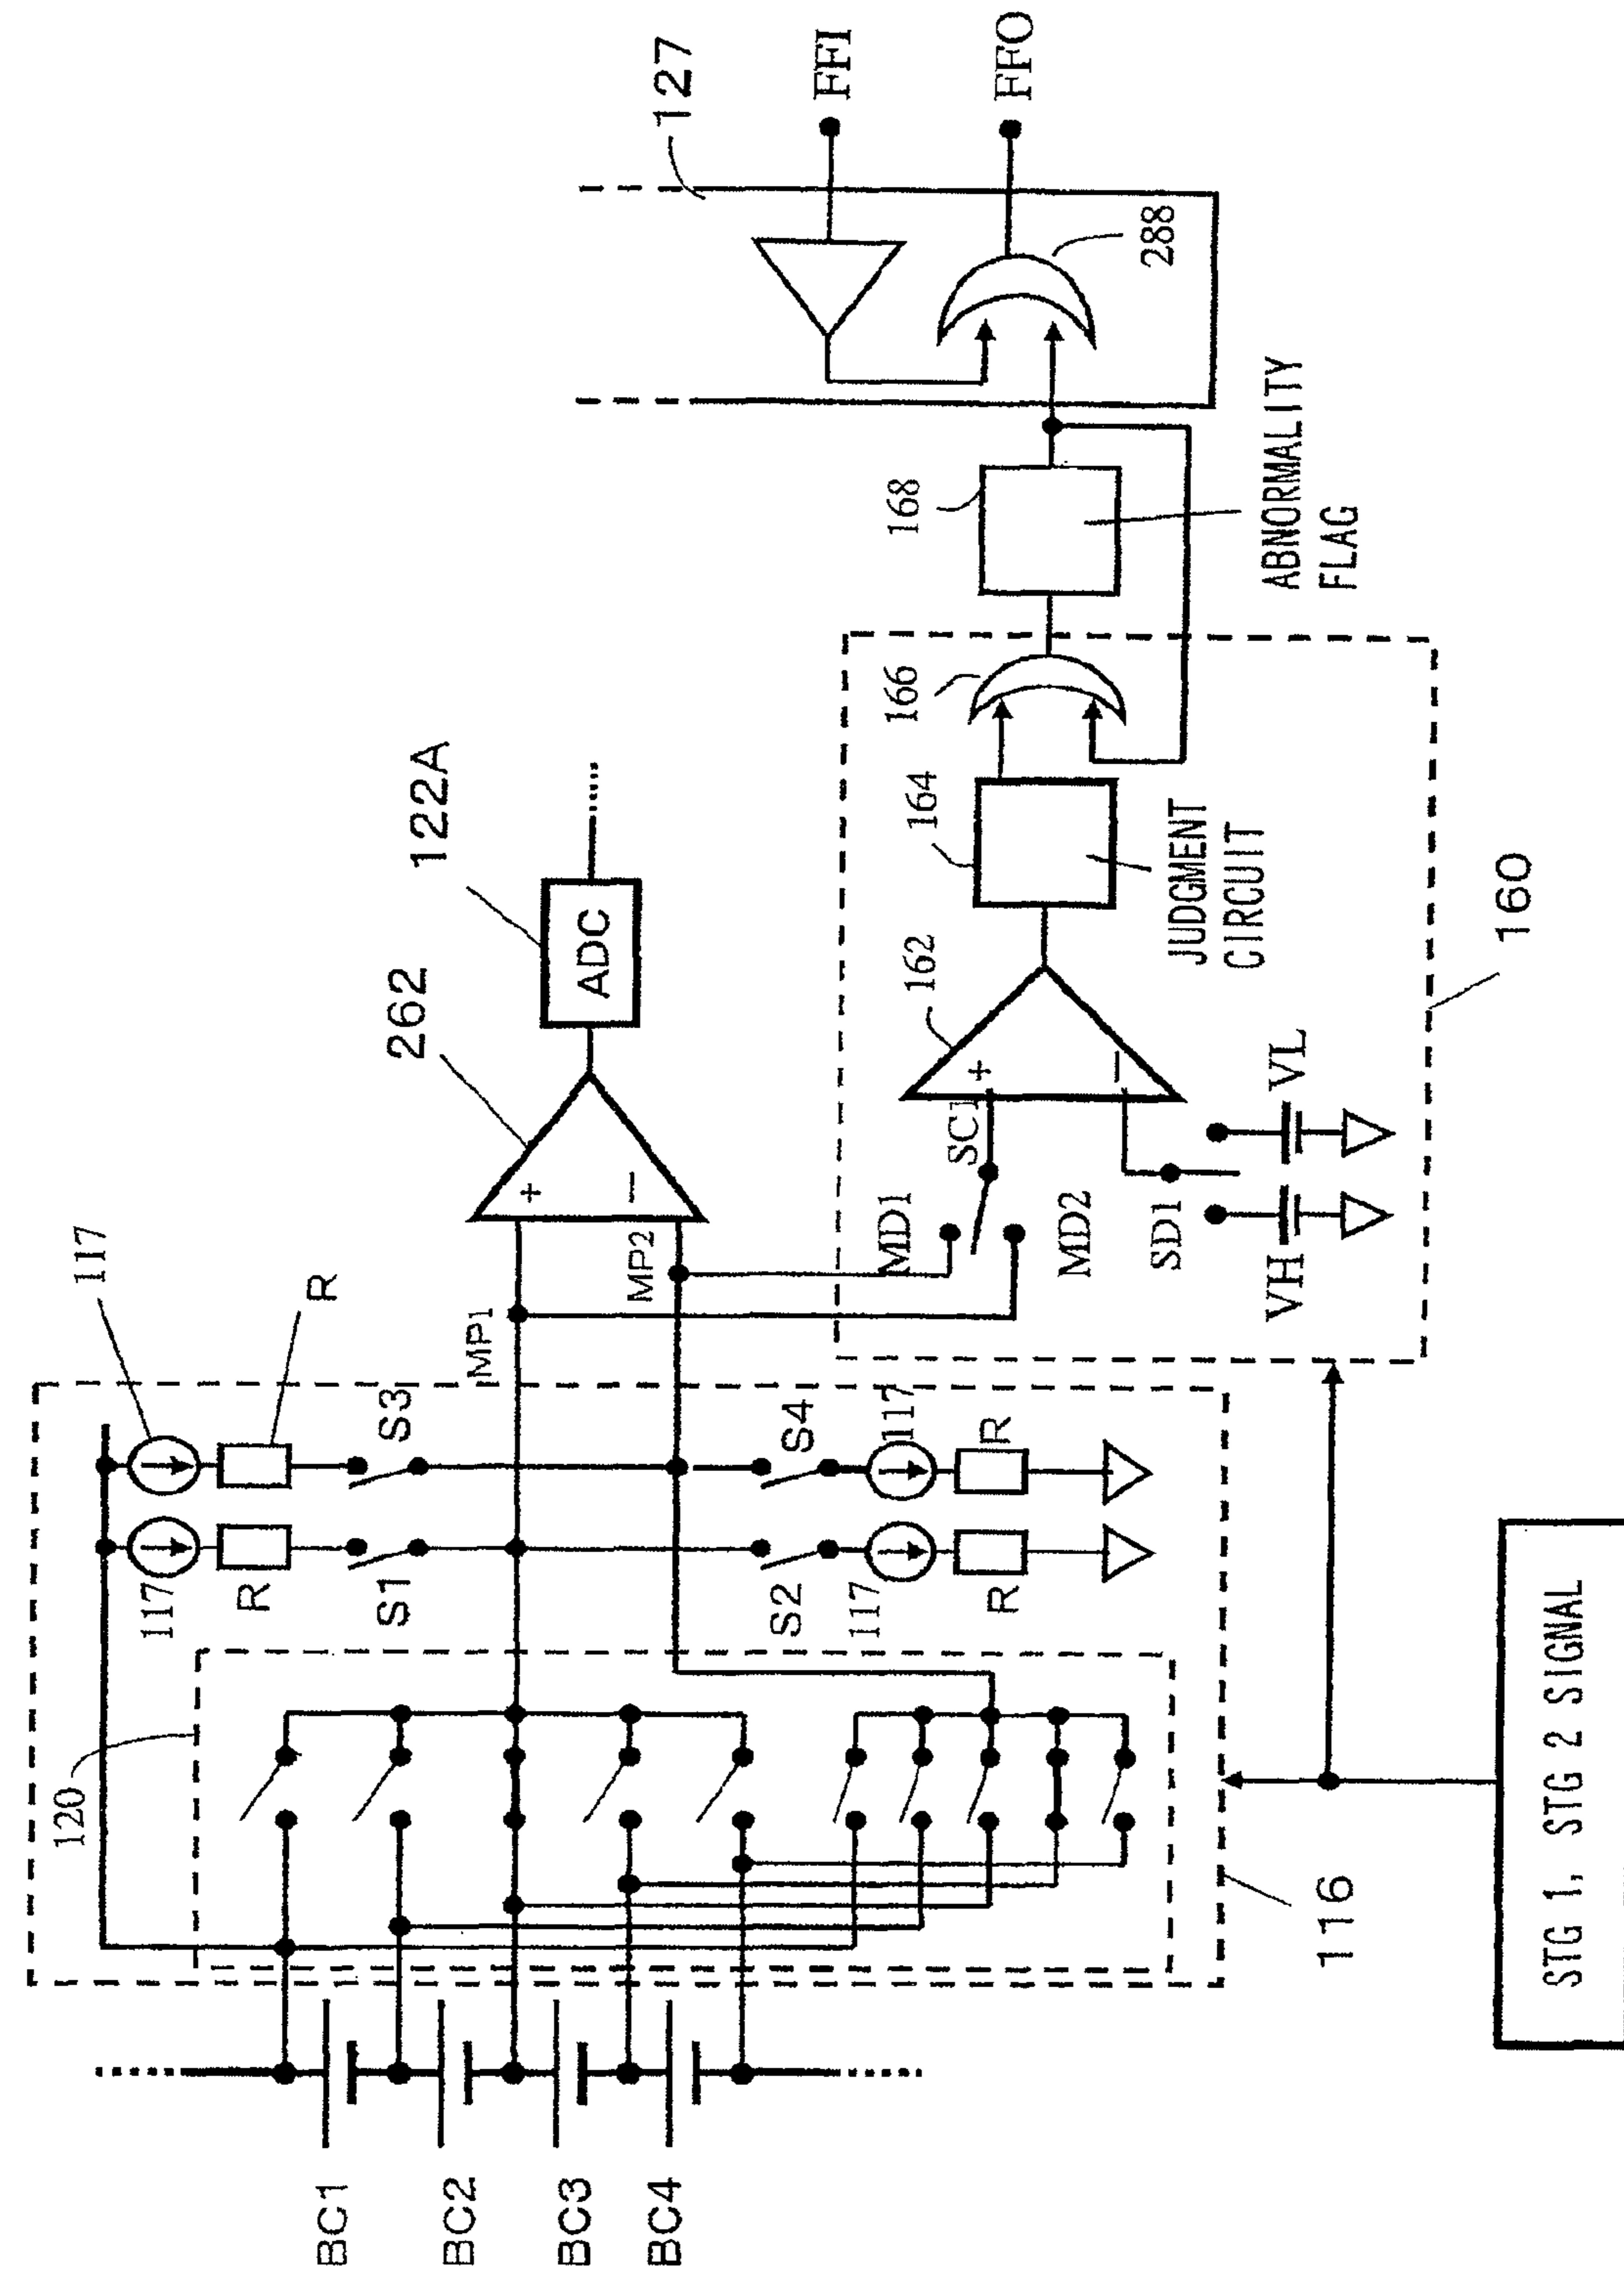 BC1
BC2
BC3
BC4
120
117
R
S1
117
R
S3
S2
117
R
S4
117
R
116
MP1
MP2
+
−
262
ADC
122A
MD1
MD2
SC1
SD1
VH
VL
+
−
162
164
JUDGMENT
CIRCUIT
166
160
168
ABNORMALITY
FLAG
127
FFI
FFO
288
STG 1, STG 2 SIGNAL